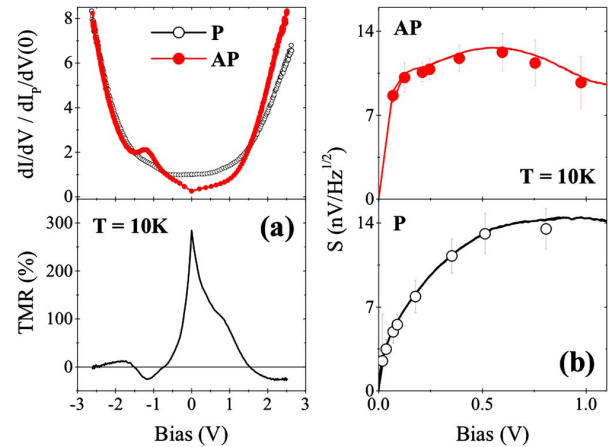 8
6
4
2
0
dI/dV / dI_P/dV(0)
P
AP
300
200
100
0
TMR (%)
T = 10K
(a)
-3 -2 -1 0 1 2 3
Bias (V)
14
7
0
AP
T = 10K
S (nV/Hz^1/2)
14
7
0
P
(b)
0.0 0.5 1.0
Bias (V)